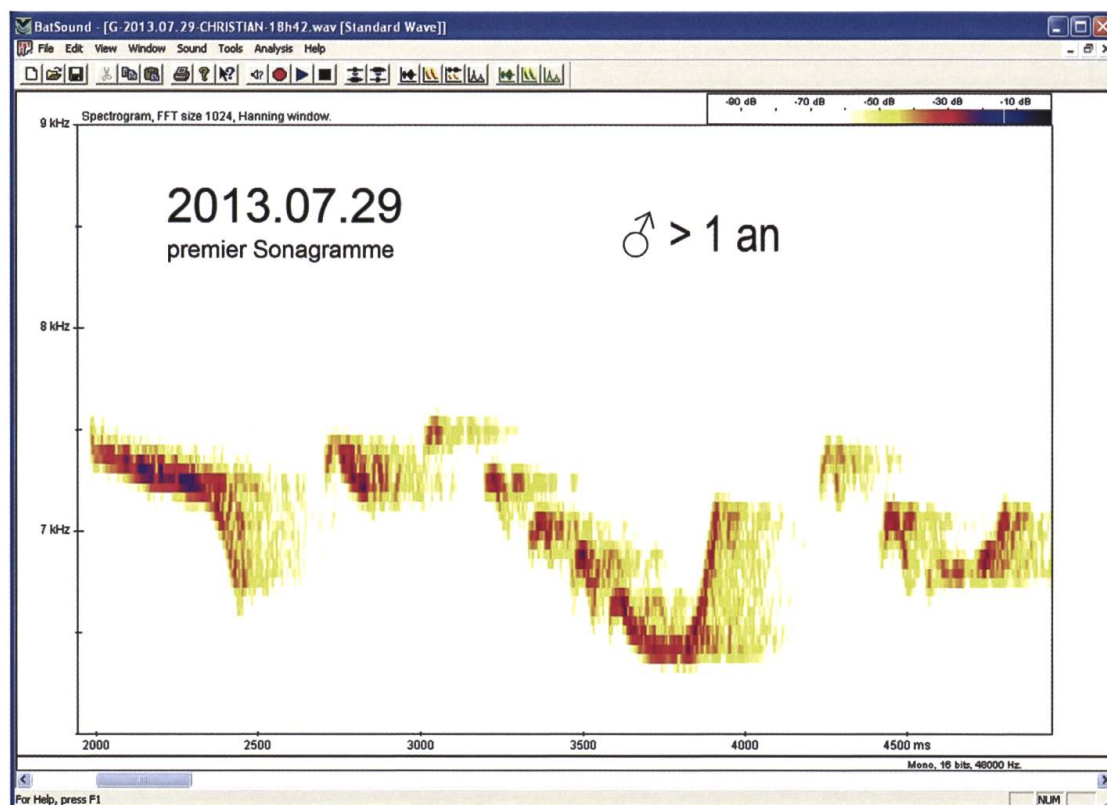 BatSound - [G-2013.07.29-CHRISTIAN-18h42.wav [Standard Wave]]
File Edit View Window Sound Tools Analysis Help
-90 dB -70 dB -50 dB -30 dB -10 dB
Spectrogram, FFT size 1024, Hanning window.
9 kHz
2013.07.29
♂ > 1 an
premier Sonagramme
8 kHz
7 kHz
2000 2500 3000 3500 4000 4500 ms
Mono, 16 bits, 48000 Hz.
For Help, press F1 NUM